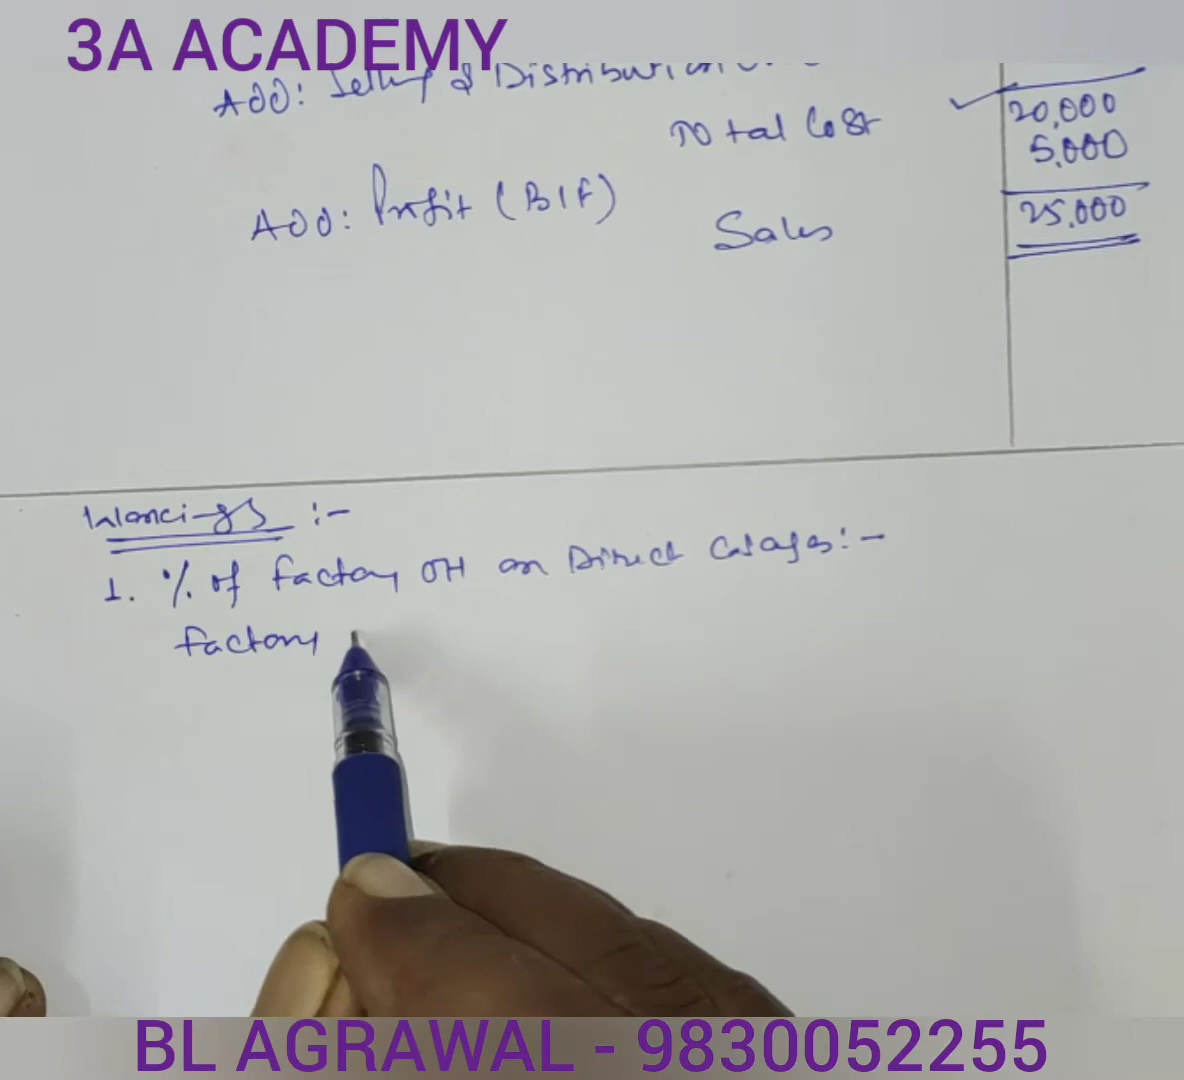 3A ACADEMY
Add: Selling & Distribution
Total Cost 20,000
Add: Profit (B/F) 5,000
Sales 25,000
Workings :-
1. % of factory OH on Direct Wages :-
factory
BL AGRAWAL - 9830052255